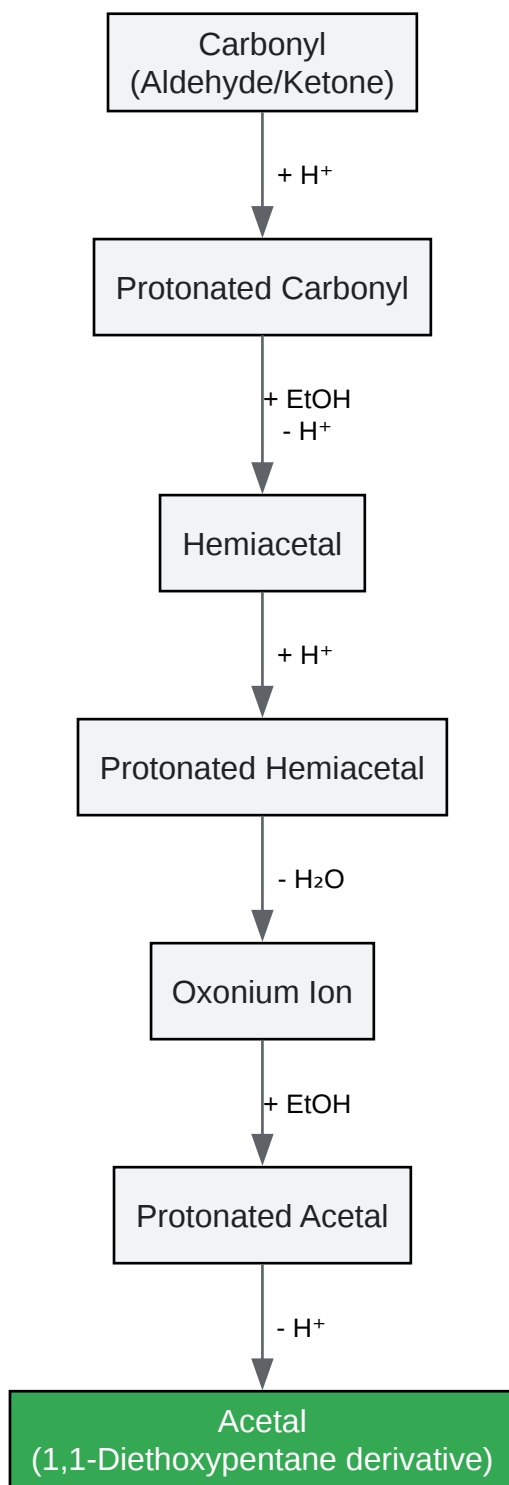 Carbonyl
(Aldehyde/Ketone)
+ H⁺
Protonated Carbonyl
+ EtOH
- H⁺
Hemiacetal
+ H⁺
Protonated Hemiacetal
- H₂O
Oxonium Ion
+ EtOH
Protonated Acetal
- H⁺
Acetal
(1,1-Diethoxypentane derivative)